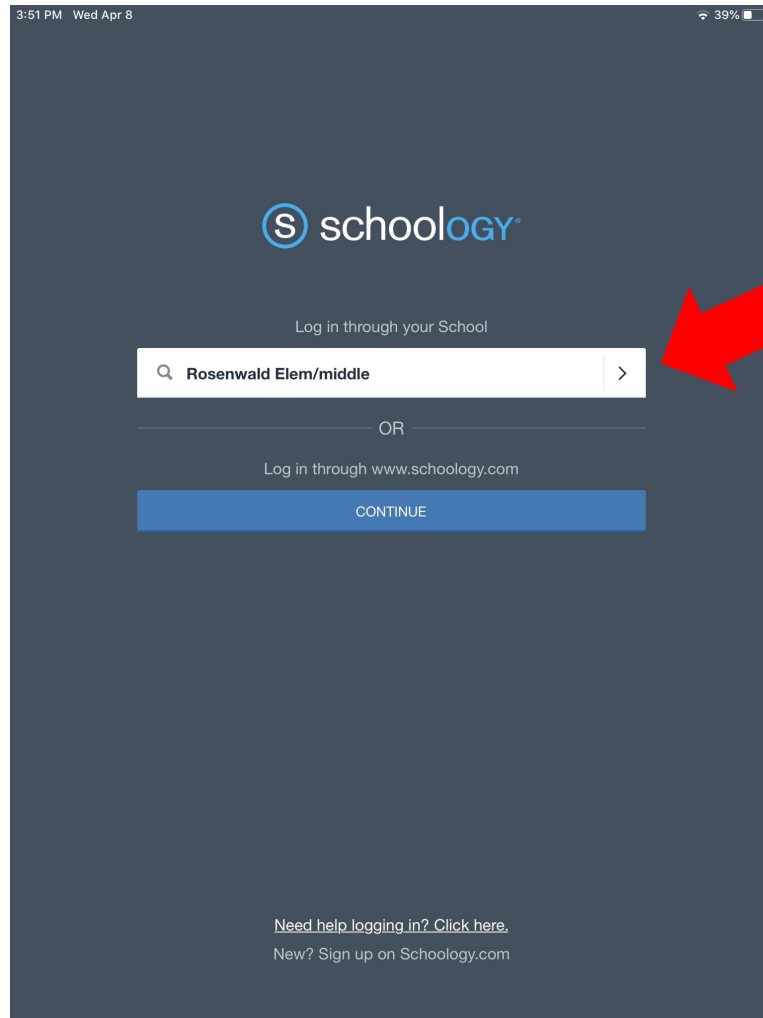 3:51 PM Wed Apr 8 39%
S schoology
Log in through your School
Rosenwald Elem/middle
OR
Log in through www.schoology.com
CONTINUE
Need help logging in? Click here.
New? Sign up on Schoology.com